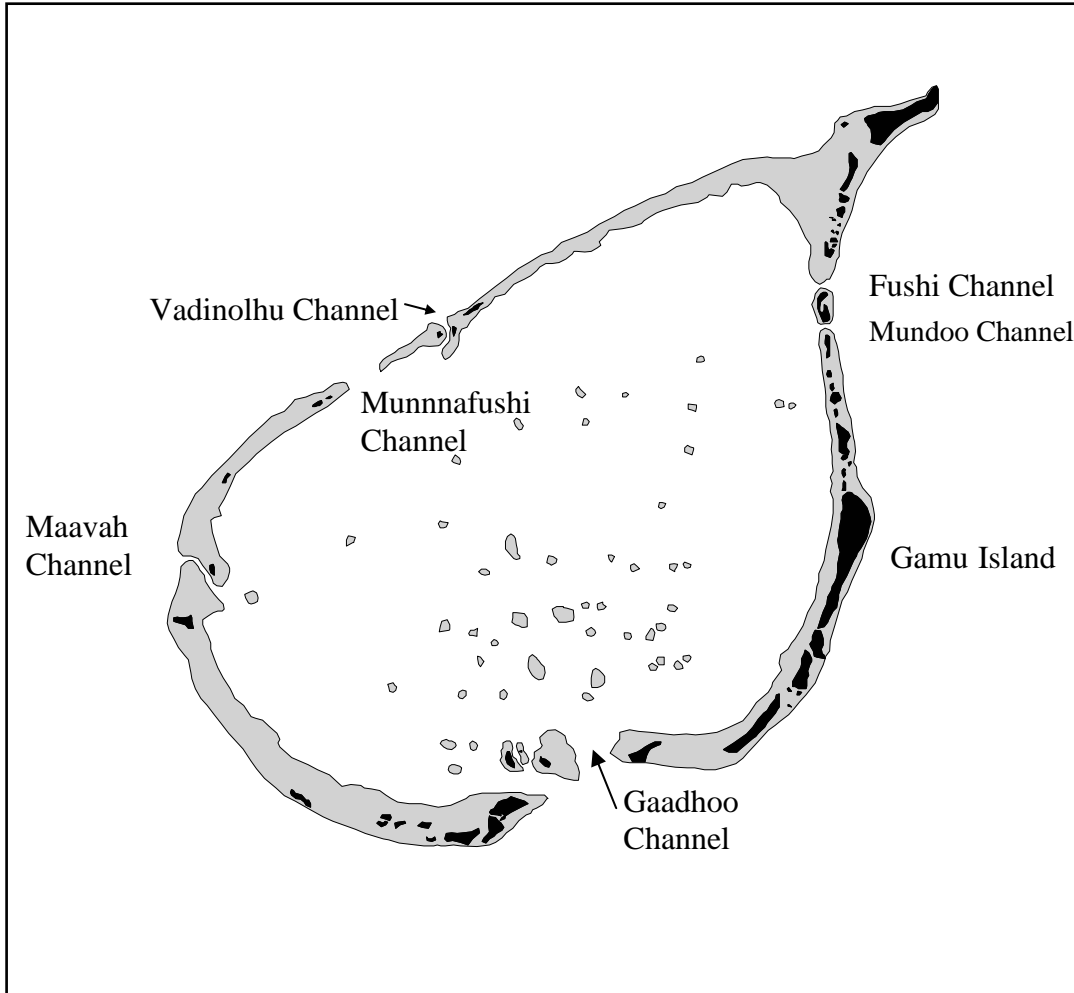 Fushi Channel
Vadinolhu Channel
Mundoo Channel
Munnnafushi
Channel
Maavah
Channel
Gamu Island
Gaadhoo
Channel